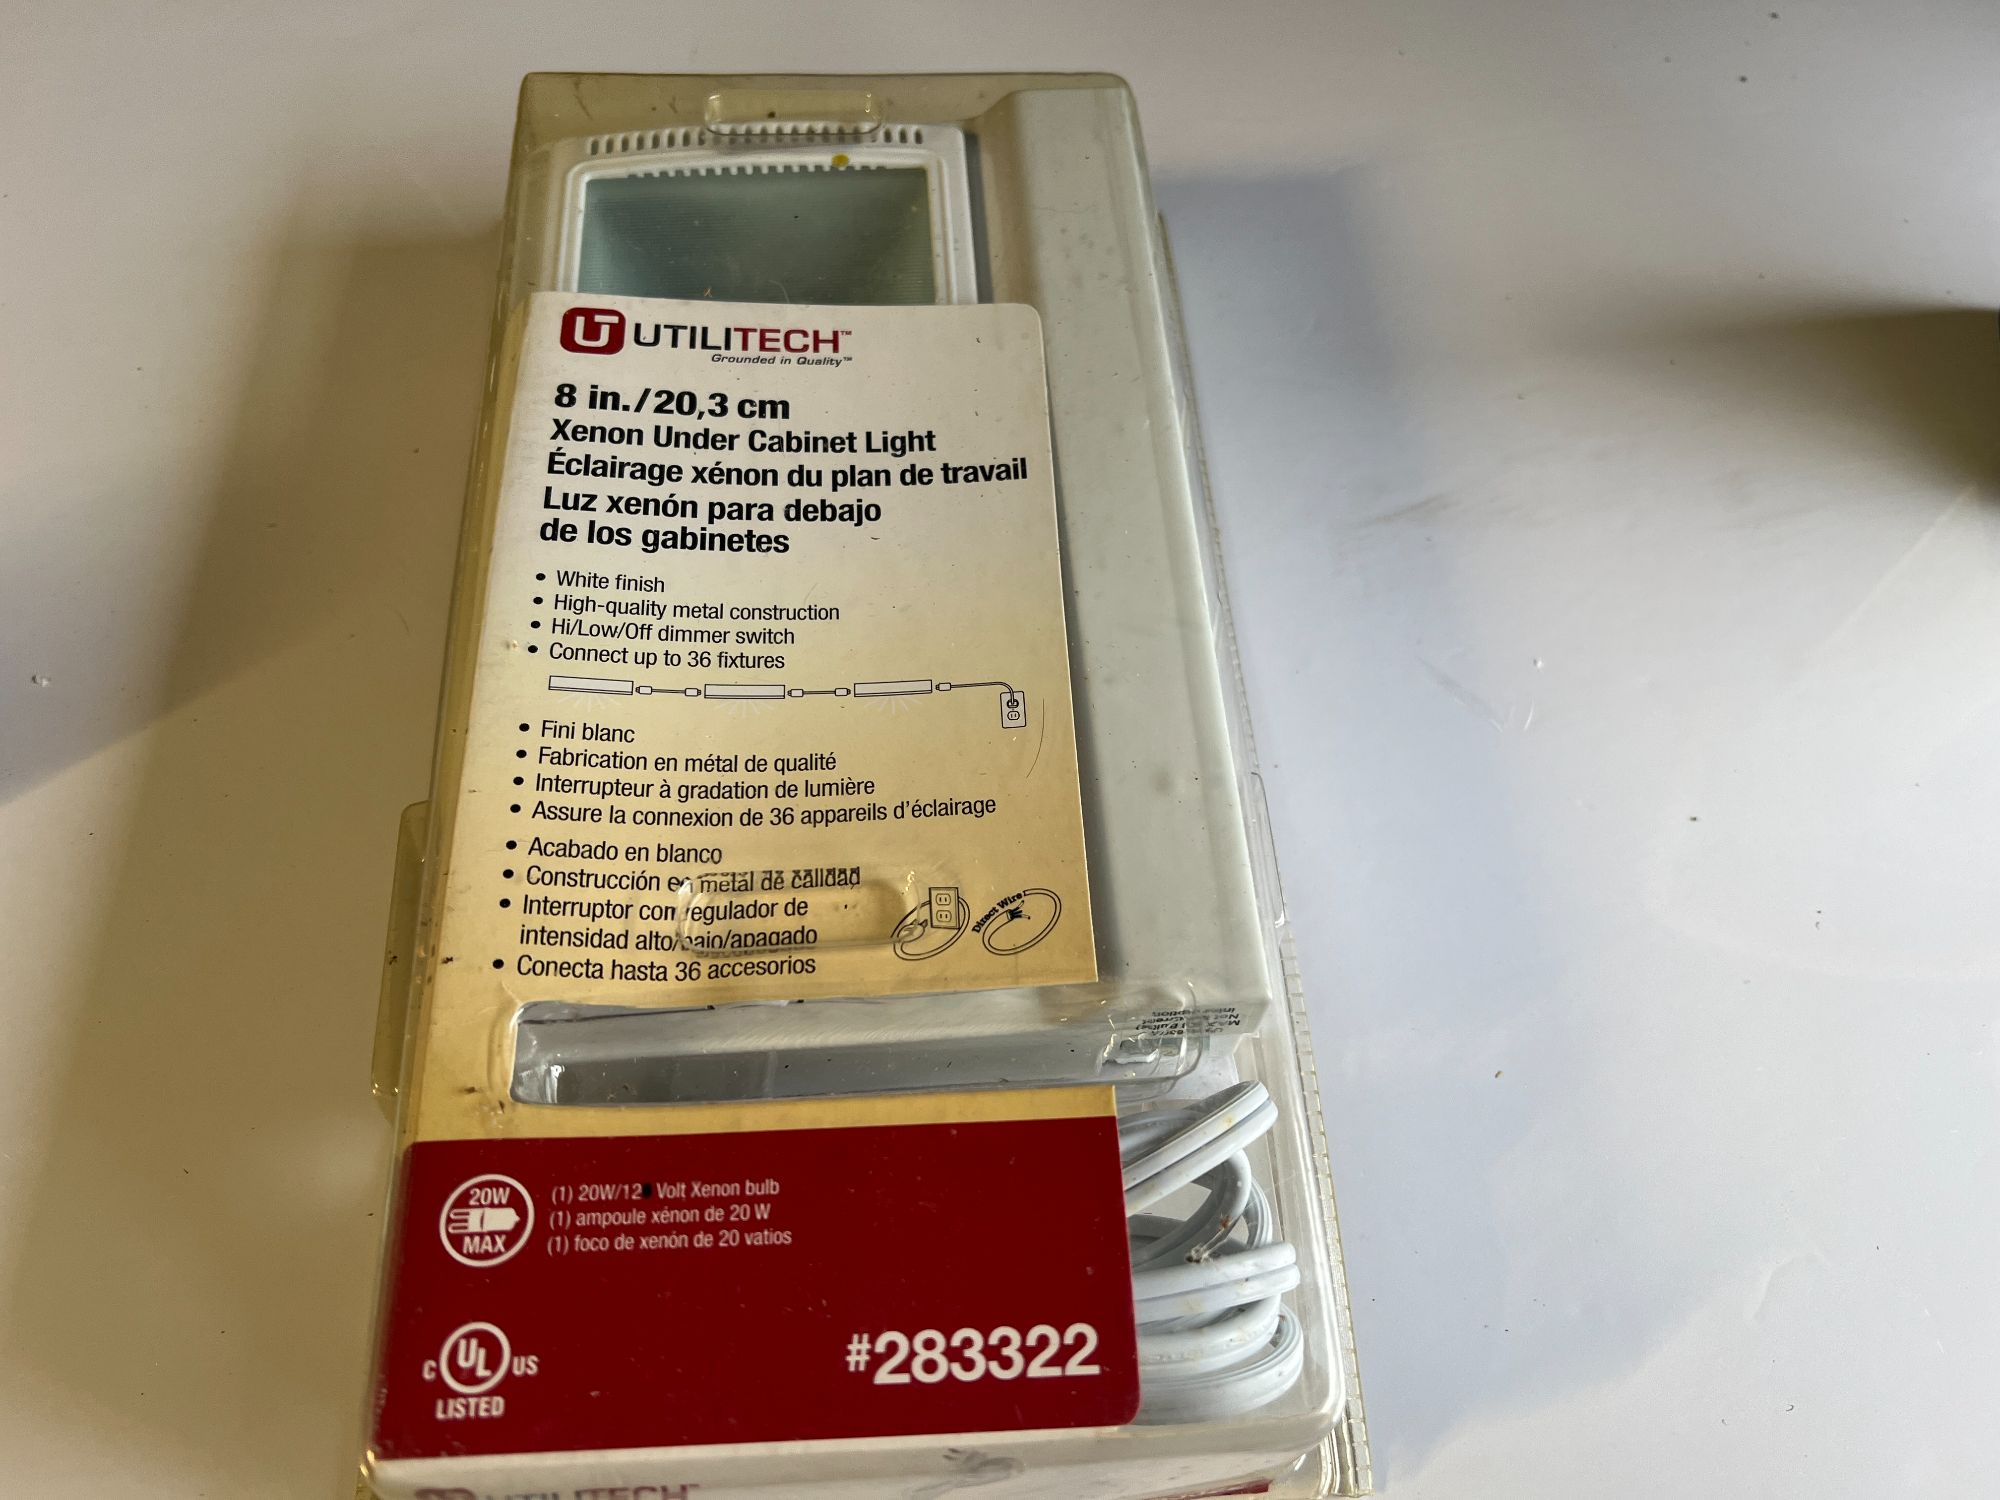 UTILITECH™
Grounded in Quality™
8 in./20,3 cm
Xenon Under Cabinet Light
Éclairage xénon du plan de travail
Luz xenón para debajo
de los gabinetes
• White finish
• High-quality metal construction
• Hi/Low/Off dimmer switch
• Connect up to 36 fixtures
• Fini blanc
• Fabrication en métal de qualité
• Interrupteur à gradation de lumière
• Assure la connexion de 36 appareils d'éclairage
• Acabado en blanco
• Construcción en metal de calidad
• Interruptor con regulador de
intensidad alto/bajo/apagado
• Conecta hasta 36 accesorios
Direct Wire
20W
MAX
(1) 20W/12 Volt Xenon bulb
(1) ampoule xénon de 20 W
(1) foco de xenón de 20 vatios
C UL US
LISTED
#283322
UTILITECH™